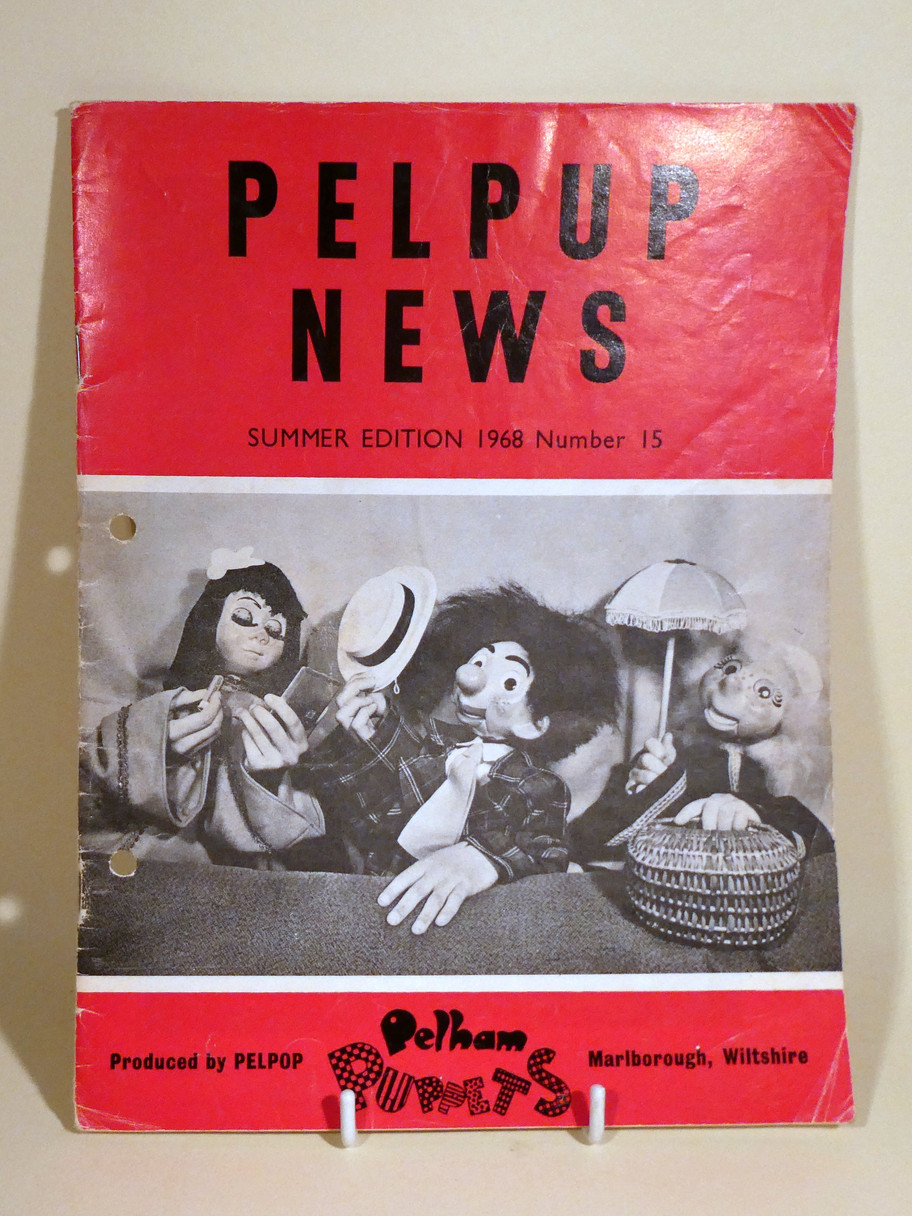 PELPUP
NEWS
SUMMER EDITION 1968 Number 15
Produced by PELPOP
Pelham
PUPPETS
Marlborough, Wiltshire